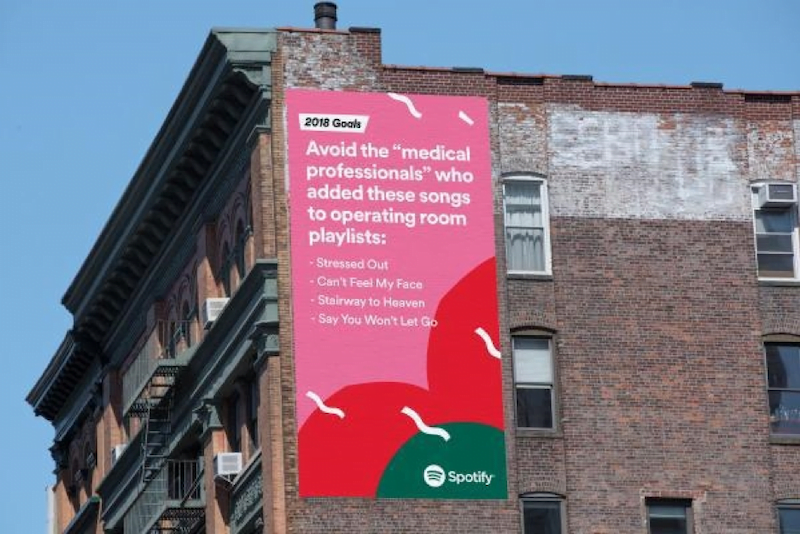 2018 Goals
Avoid the “medical
professionals” who
added these songs
to operating room
playlists:
- Stressed Out
- Can't Feel My Face
- Stairway to Heaven
- Say You Won't Let Go
Spotify